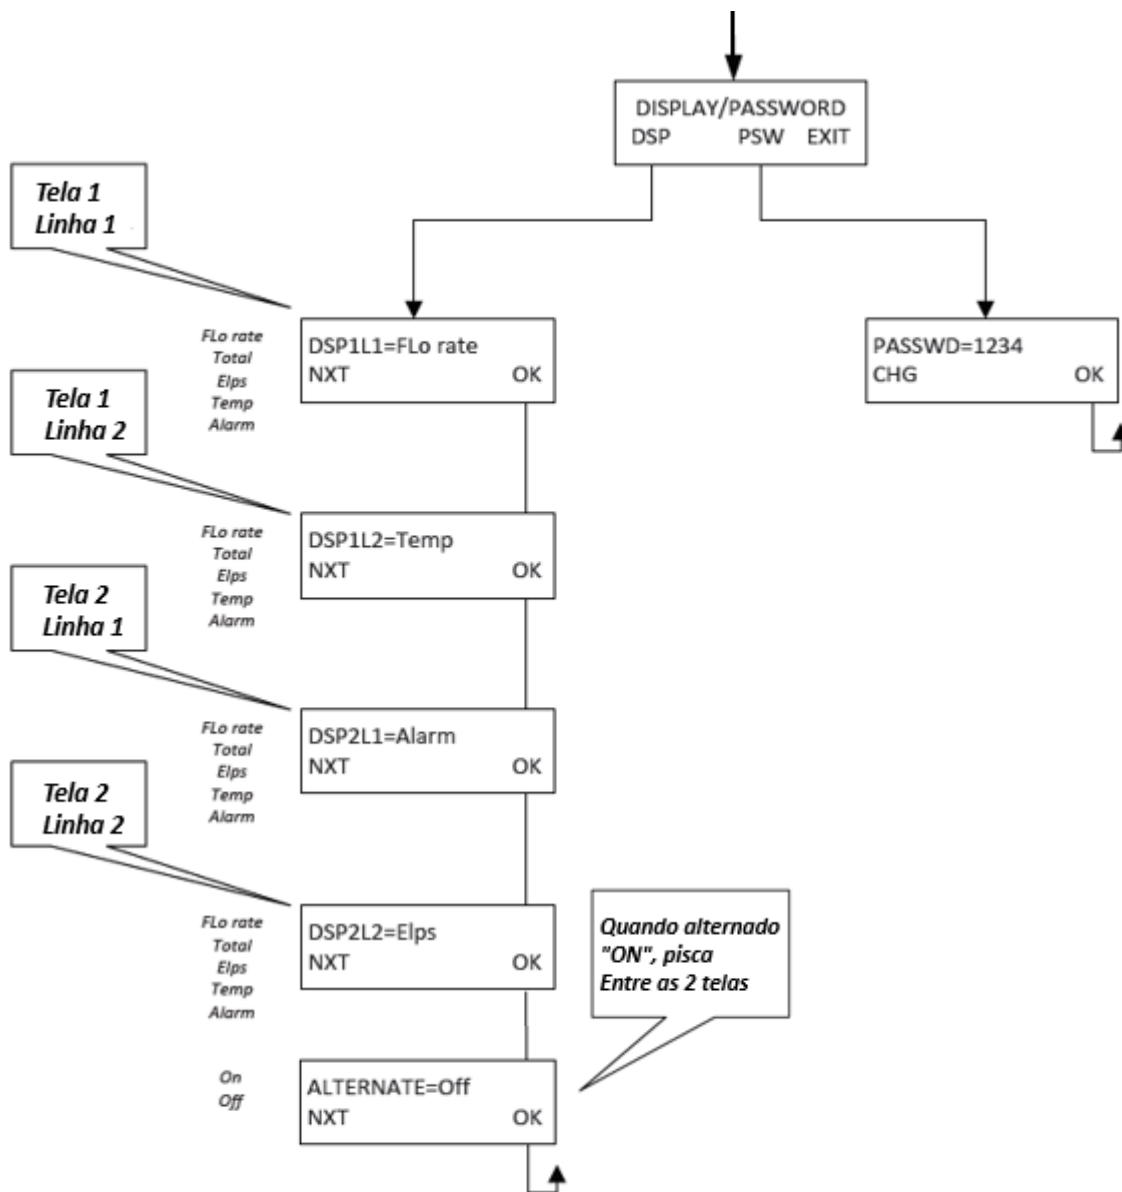 DISPLAY/PASSWORD
DSP PSW EXIT
Tela 1
Linha 1
FLo rate
Total
Elps
Temp
Alarm
DSP1L1=FLo rate
NXT OK
PASSWD=1234
CHG OK
Tela 1
Linha 2
FLo rate
Total
Elps
Temp
Alarm
DSP1L2=Temp
NXT OK
Tela 2
Linha 1
FLo rate
Total
Elps
Temp
Alarm
DSP2L1=Alarm
NXT OK
Tela 2
Linha 2
FLo rate
Total
Elps
Temp
Alarm
DSP2L2=Elps
NXT OK
Quando alternado
"ON", pisca
Entre as 2 telas
On
Off
ALTERNATE=Off
NXT OK